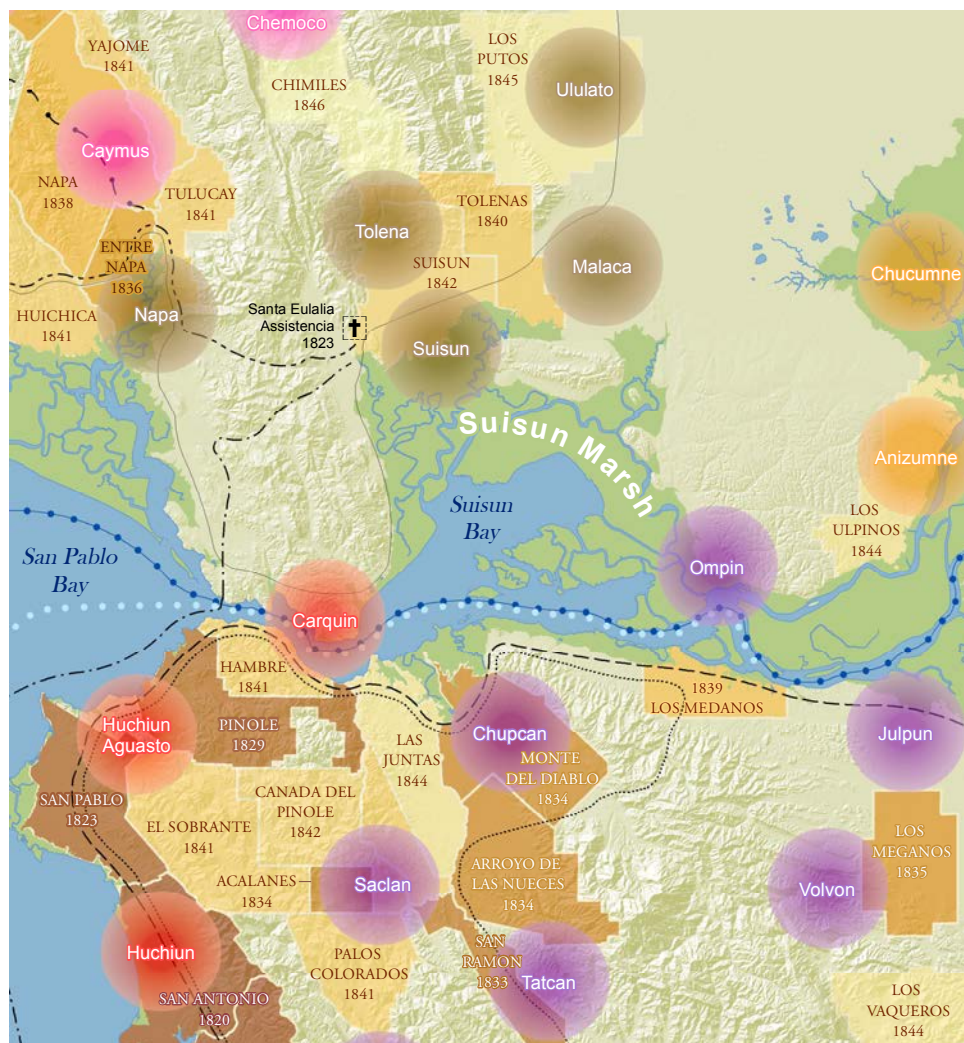 Chemoco
YAJOME
1841
LOS
PUTOS
1845
CHIMILES
1846
Ululato
Caymus
NAPA
1838
TULUCAY
1841
TOLENAS
1840
Tolena
ENTRE
NAPA
1836
SUISUN
1842
Malaca
Chucumne
HUICHICA
1841
Napa
Santa Eulalia
Assistencia
1823
Suisun
Suisun Marsh
Anizumne
Suisun
Bay
LOS
ULPINOS
1844
San Pablo
Bay
Ompin
Carquin
HAMBRE
1841
1839
LOS MEDANOS
Huchiun
Aguasto
PINOLE
1829
LAS
JUNTAS
1844
Chupcan
Julpun
MONTE
DEL DIABLO
1834
SAN PABLO
1823
EL SOBRANTE
1841
CANADA DEL
PINOLE
1842
LOS
MEGANOS
1835
ACALANES
1834
Saclan
ARROYO DE
LAS NUECES
1834
Volvon
Huchiun
PALOS
COLORADOS
1841
SAN
RAMON
1833
Tatcan
SAN ANTONIO
1820
LOS
VAQUEROS
1844